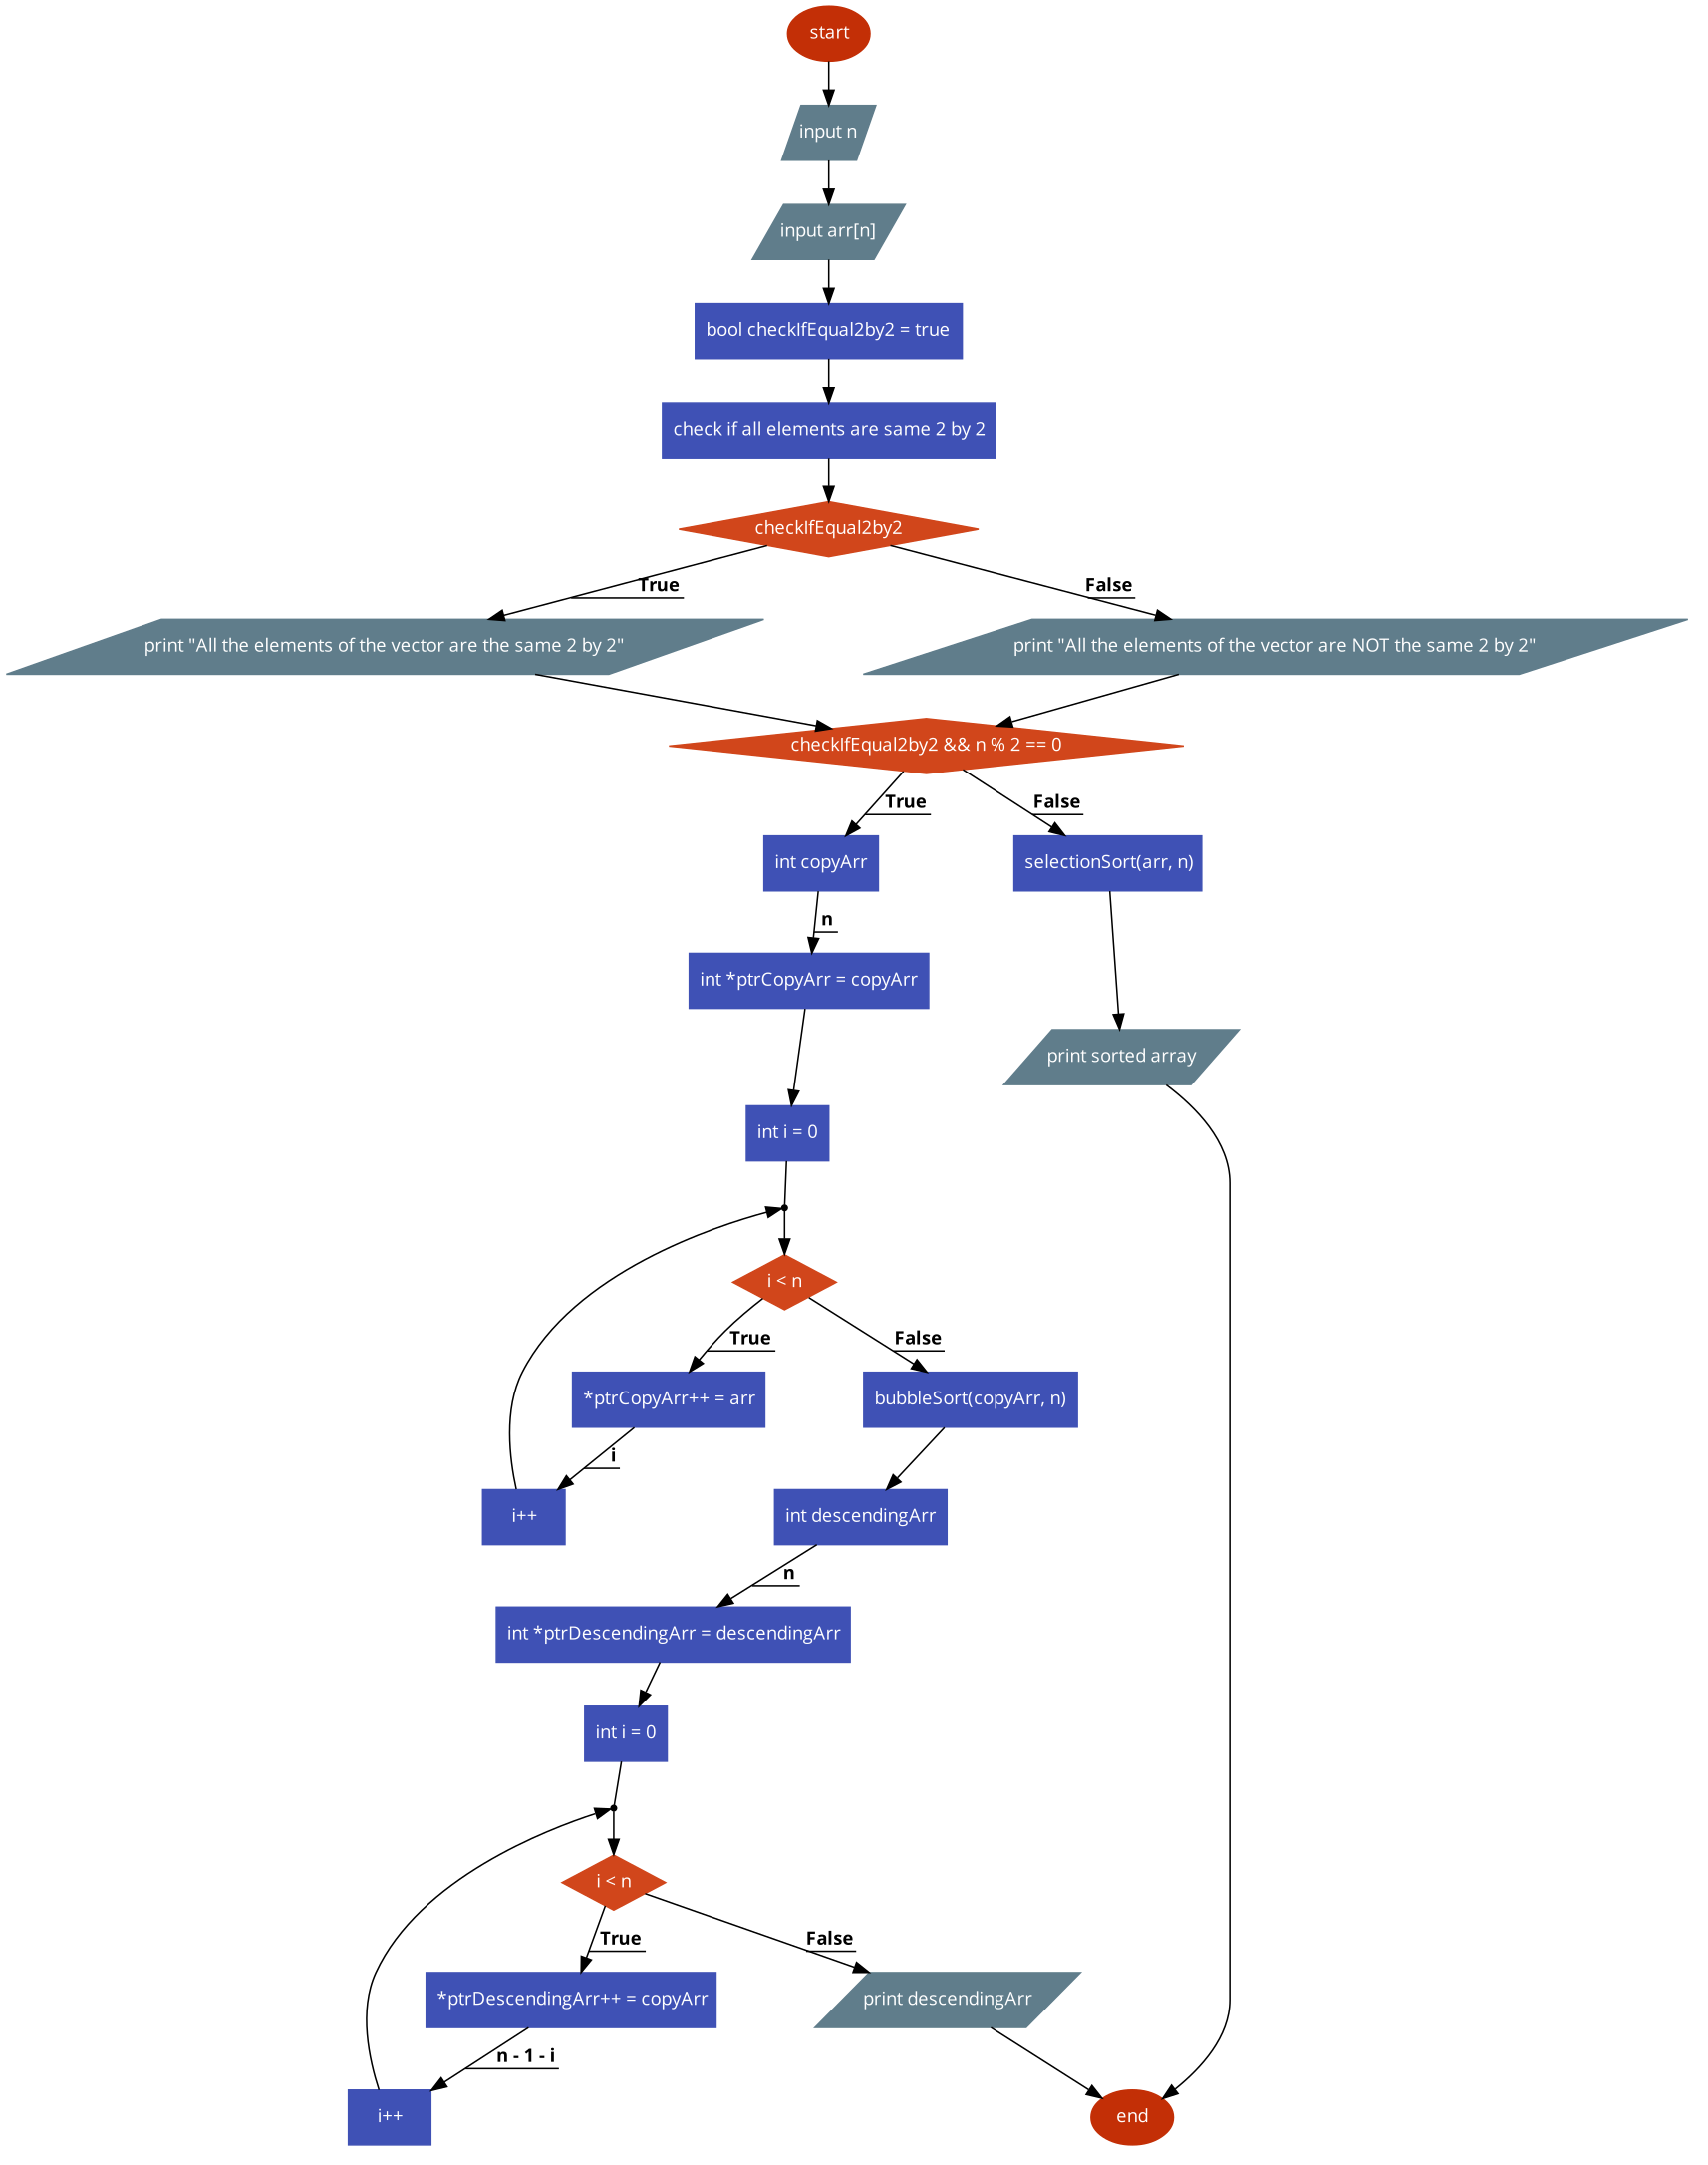 start
input n
input arr[n]
bool checkIfEqual2by2 = true
check if all elements are same 2 by 2
checkIfEqual2by2
True
False
print "All the elements of the vector are the same 2 by 2"
print "All the elements of the vector are NOT the same 2 by 2"
checkIfEqual2by2 && n % 2 == 0
True
False
int copyArr
selectionSort(arr, n)
n
int *ptrCopyArr = copyArr
print sorted array
int i = 0
i < n
True
False
*ptrCopyArr++ = arr
bubbleSort(copyArr, n)
i
i++
int descendingArr
n
int *ptrDescendingArr = descendingArr
int i = 0
i < n
True
False
*ptrDescendingArr++ = copyArr
print descendingArr
n - 1 - i
i++
end